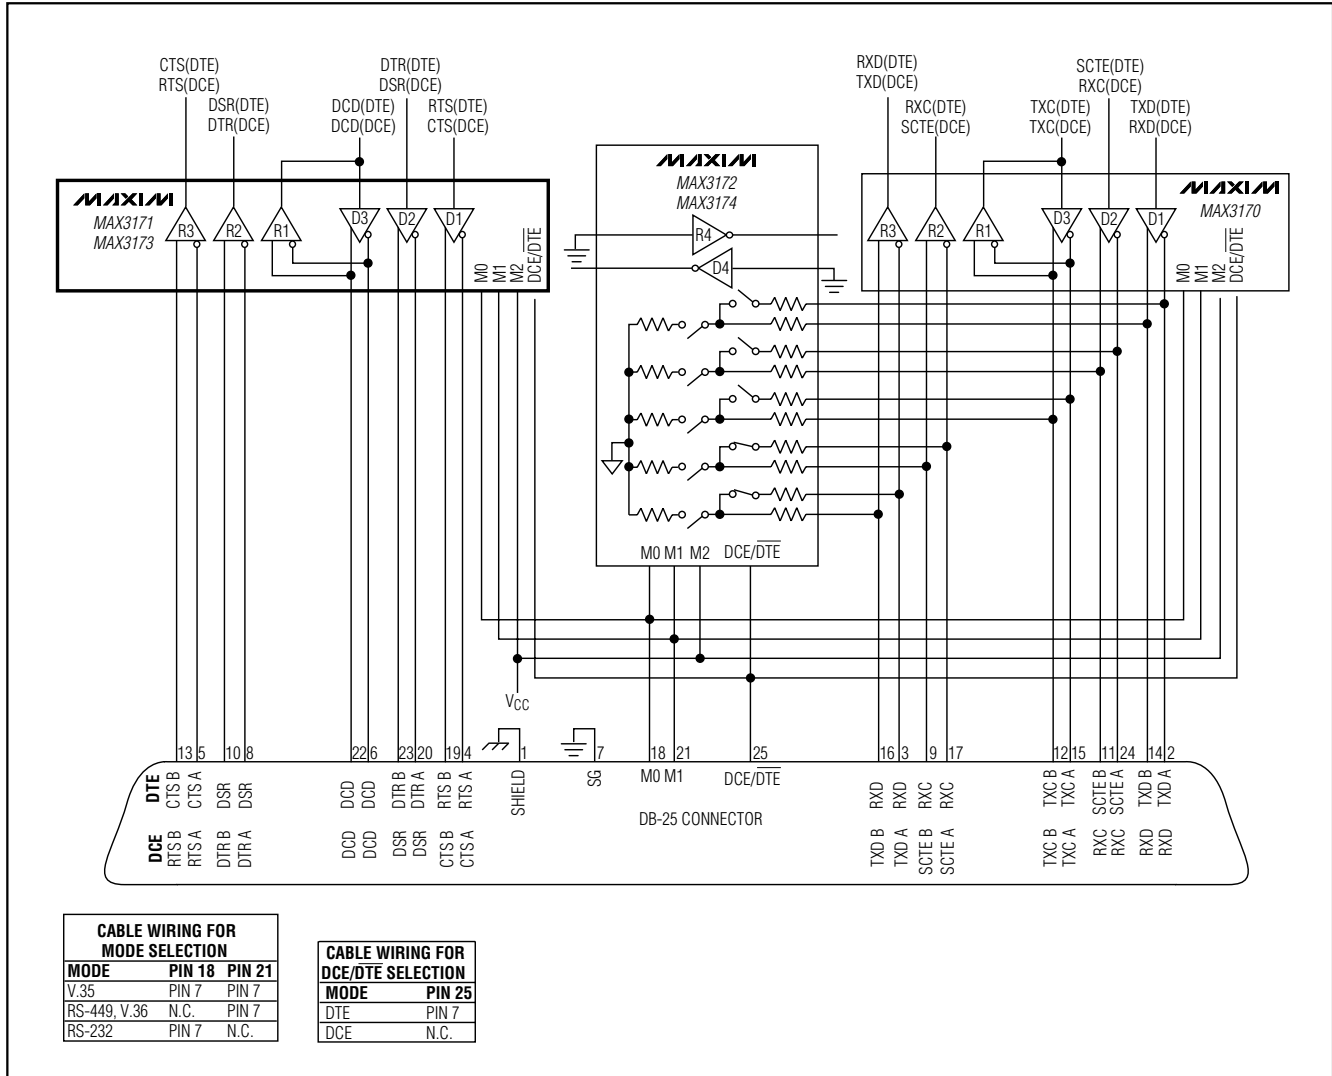 CTS(DTE)
RTS(DCE)
DSR(DTE)
DTR(DCE)
DCD(DTE)
DCD(DCE)
DTR(DTE)
DSR(DCE)
RTS(DTE)
CTS(DCE)
RXD(DTE)
TXD(DCE)
RXC(DTE)
SCTE(DCE)
TXC(DTE)
TXC(DCE)
SCTE(DTE)
RXC(DCE)
TXD(DTE)
RXD(DCE)
MAXIM
MAX3171
MAX3173
R3
R2
R1
D3
D2
D1
M0
M1
M2
DCE/DTE
MAXIM
MAX3172
MAX3174
R4
D4
M0 M1 M2 DCE/DTE
MAXIM
MAX3170
R3
R2
R1
D3
D2
D1
M0
M1
M2
DCE/DTE
VCC
13 5 10 8 22 6 23 20 19 4 1 7 18 21 25 16 3 9 17 12 15 11 24 14 2
DTE
CTS B
CTS A
DSR
DSR
DCD
DCD
DTR B
DTR A
RTS B
RTS A
SHIELD
SG
M0 M1
DCE/DTE
RXD
RXD
RXC
RXC
TXC B
TXC A
SCTE B
SCTE A
TXD B
TXD A
DB-25 CONNECTOR
DCE
RTS B
RTS A
DTR B
DTR A
DCD
DCD
DSR
DSR
CTS B
CTS A
TXD B
TXD A
SCTE B
SCTE A
TXC B
TXC A
RXC
RXC
RXD
RXD
CABLE WIRING FOR
MODE SELECTION
MODE PIN 18 PIN 21
V.35 PIN 7 PIN 7
RS-449, V.36 N.C. PIN 7
RS-232 PIN 7 N.C.
CABLE WIRING FOR
DCE/DTE SELECTION
MODE PIN 25
DTE PIN 7
DCE N.C.